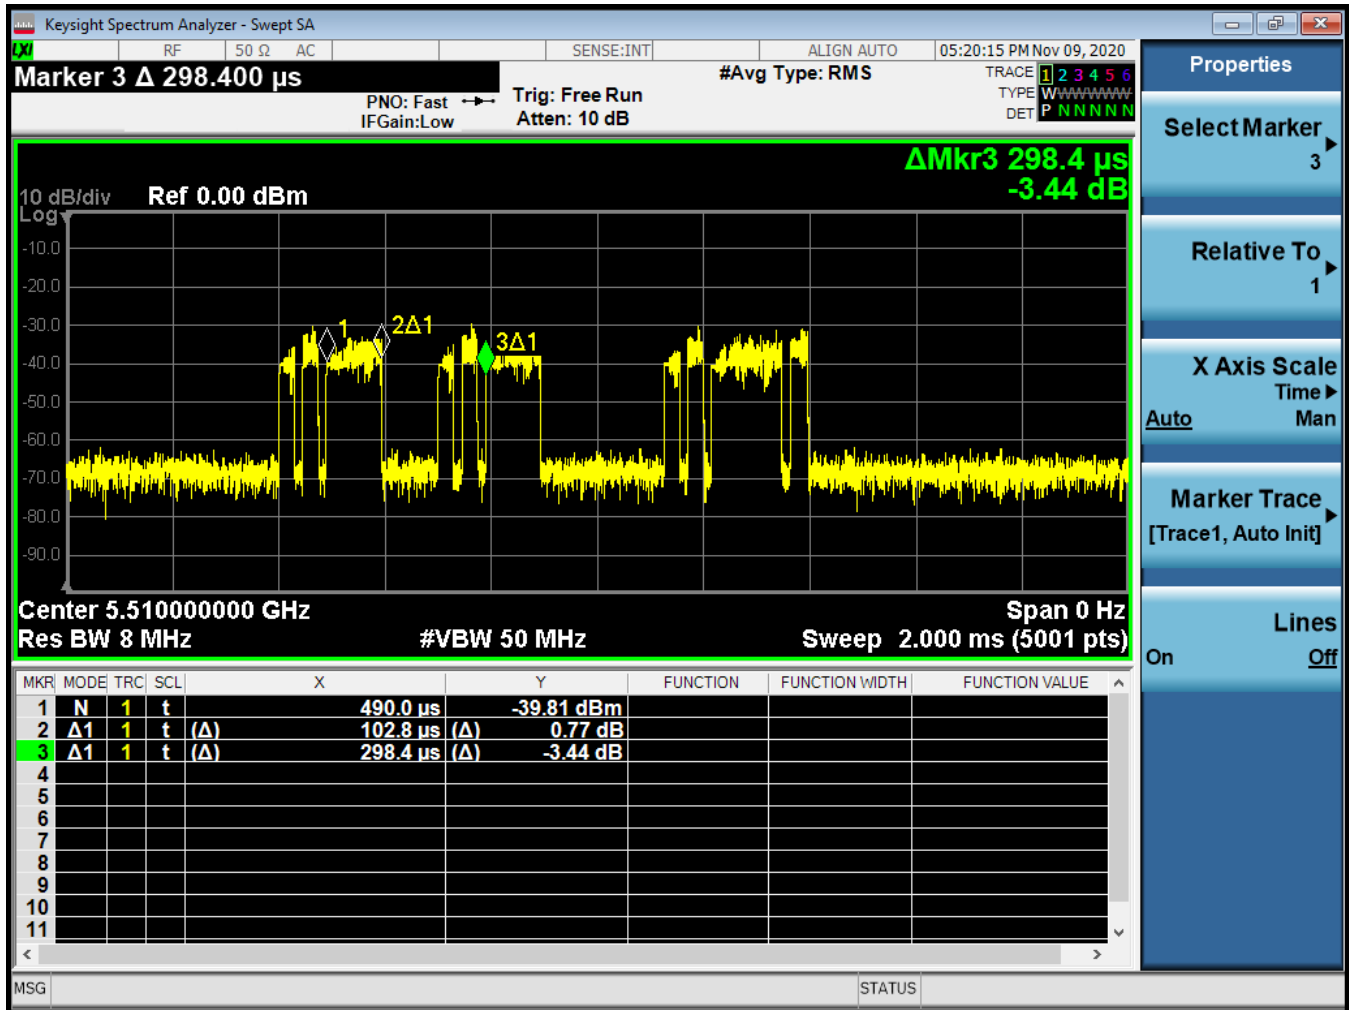 Keysight Spectrum Analyzer - Swept SA
LXI RF 50 Ω AC SENSE:INT ALIGN AUTO 05:20:15 PM Nov 09, 2020
Marker 3 Δ 298.400 µs
PNO: Fast
IFGain:Low
Trig: Free Run
Atten: 10 dB
#Avg Type: RMS
TRACE 1 2 3 4 5 6
TYPE WWWWWW
DET P N N N N N
ΔMkr3 298.4 µs
-3.44 dB
10 dB/div Ref 0.00 dBm
Log
-10.0
-20.0
-30.0
-40.0
-50.0
-60.0
-70.0
-80.0
-90.0
1
2Δ1
3Δ1
Center 5.510000000 GHz Span 0 Hz
Res BW 8 MHz #VBW 50 MHz Sweep 2.000 ms (5001 pts)
MKR MODE TRC SCL X Y FUNCTION FUNCTION WIDTH FUNCTION VALUE
1 N 1 t 490.0 µs -39.81 dBm
2 Δ1 1 t (Δ) 102.8 µs (Δ) 0.77 dB
3 Δ1 1 t (Δ) 298.4 µs (Δ) -3.44 dB
4
5
6
7
8
9
10
11
MSG STATUS
Properties
Select Marker
3
Relative To
1
X Axis Scale
Time
Auto Man
Marker Trace
[Trace1, Auto Init]
Lines
On Off